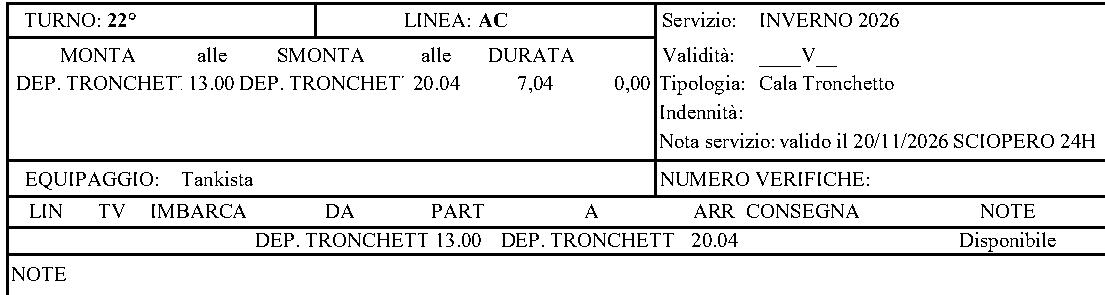 TURNO: 22° LINEA: AC Servizio: INVERNO 2026
MONTA alle SMONTA alle DURATA Validità: ____V__
DEP. TRONCHETT 13.00 DEP. TRONCHETT 20.04 7,04 0,00 Tipologia: Cala Tronchetto
Indennità:
Nota servizio: valido il 20/11/2026 SCIOPERO 24H
EQUIPAGGIO: Tankista NUMERO VERIFICHE:
LIN TV IMBARCA DA PART A ARR CONSEGNA NOTE
DEP. TRONCHETT 13.00 DEP. TRONCHETT 20.04 Disponibile
NOTE